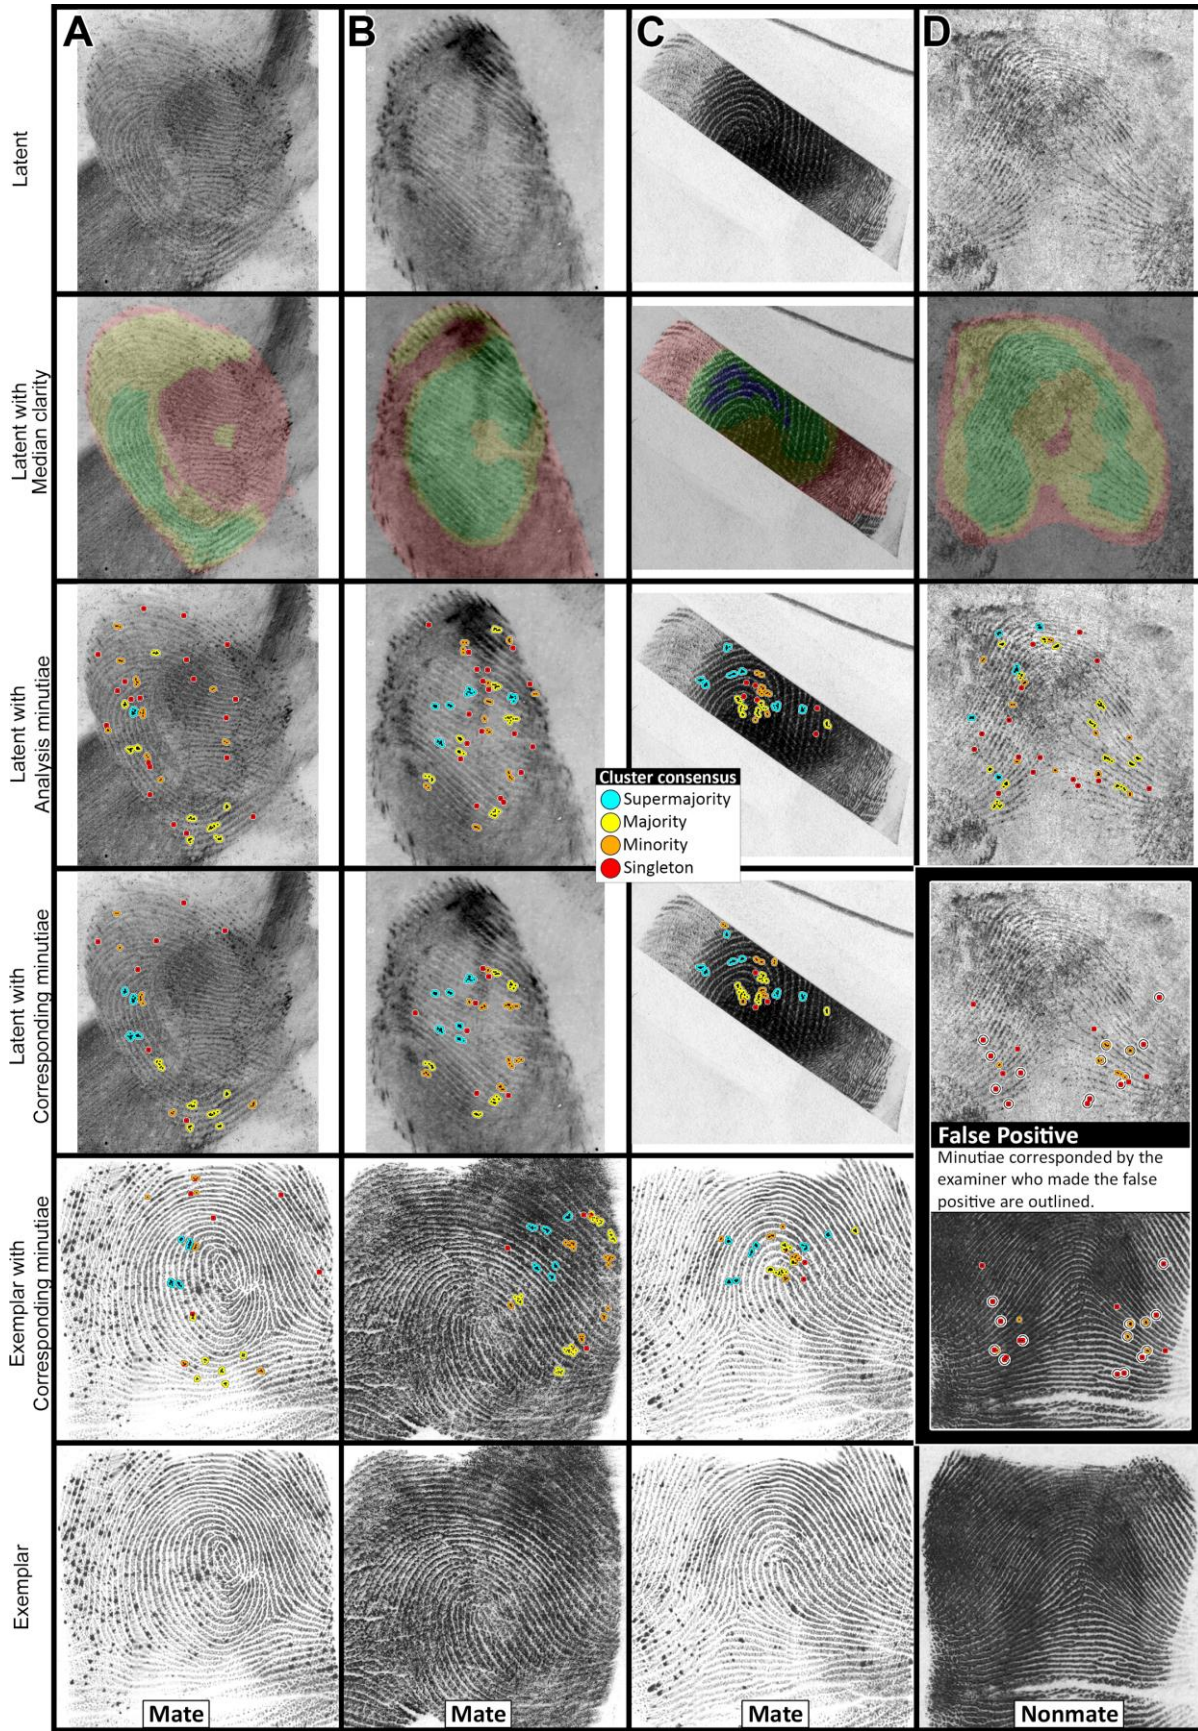 A
B
C
D
Latent
Latent with
Median clarity
Latent with
Analysis minutiae
Cluster consensus
Supermajority
Majority
Minority
Singleton
Latent with
Corresponding minutiae
False Positive
Minutiae corresponded by the
examiner who made the false
positive are outlined.
Exemplar with
Corresponding minutiae
Exemplar
Mate
Mate
Mate
Nonmate